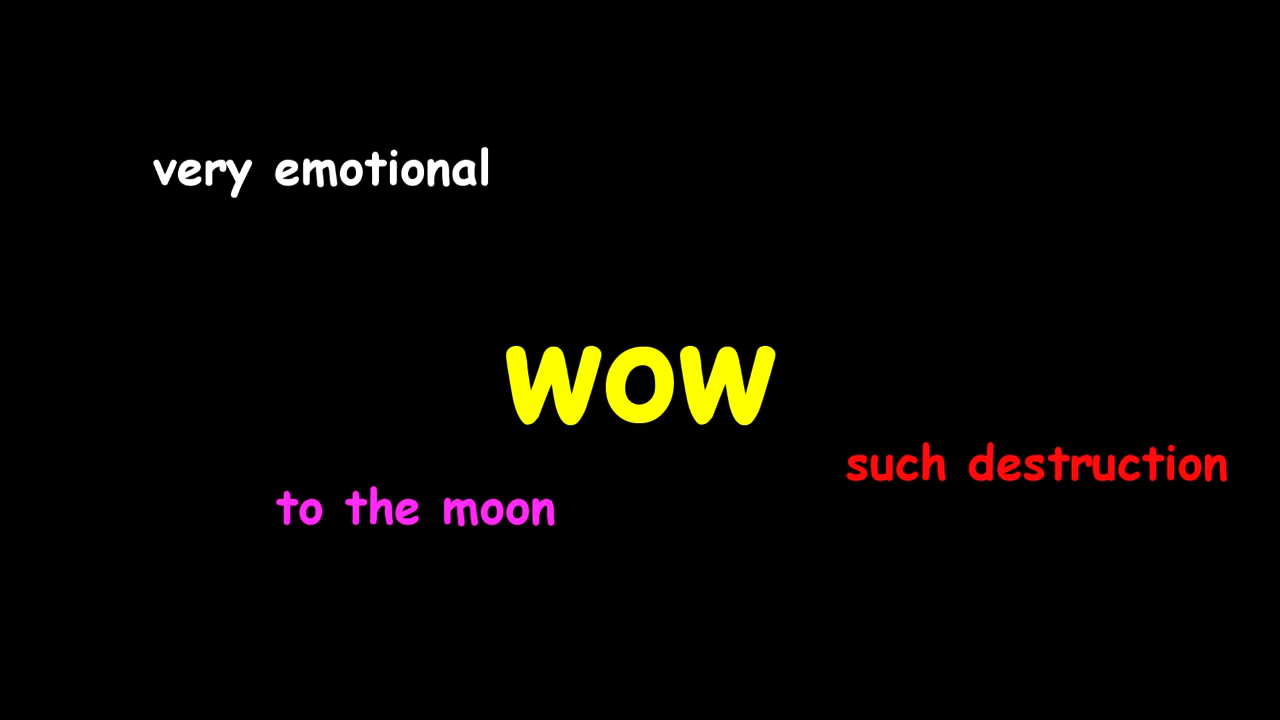 very emotional
wow
such destruction
to the moon